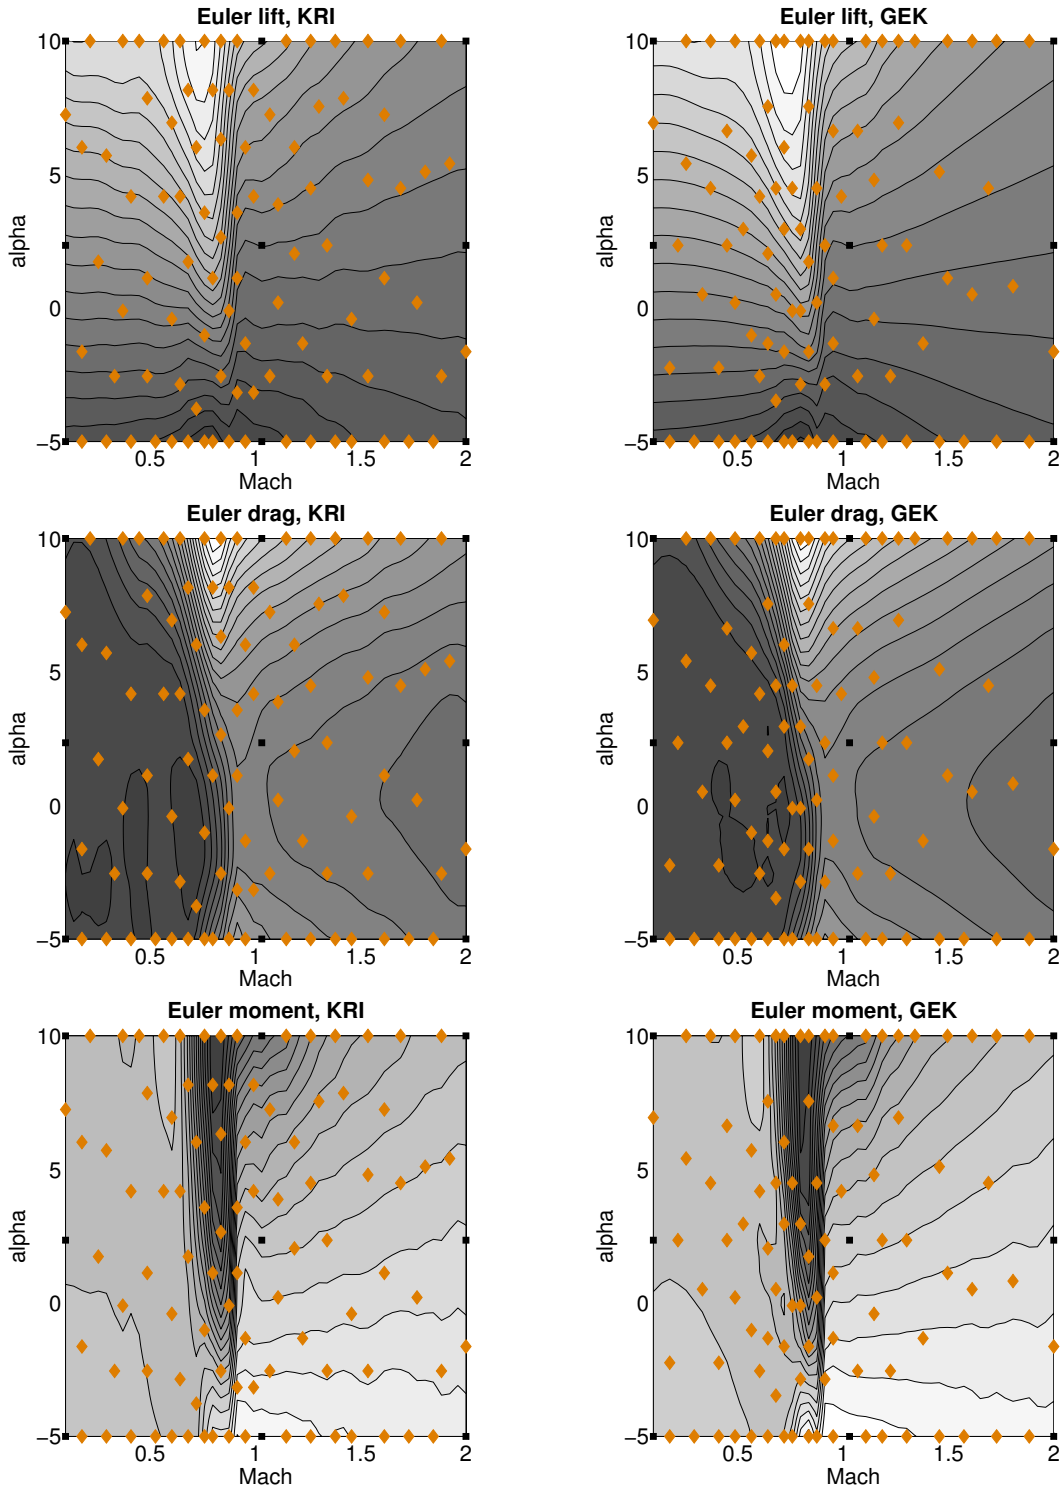 Euler lift, KRI
Euler lift, GEK
10
5
0
−5
alpha
0.5
1
1.5
2
Mach
10
5
0
−5
alpha
0.5
1
1.5
2
Mach
Euler drag, KRI
Euler drag, GEK
10
5
0
−5
alpha
0.5
1
1.5
2
Mach
10
5
0
−5
alpha
0.5
1
1.5
2
Mach
Euler moment, KRI
Euler moment, GEK
10
5
0
−5
alpha
0.5
1
1.5
2
Mach
10
5
0
−5
alpha
0.5
1
1.5
2
Mach